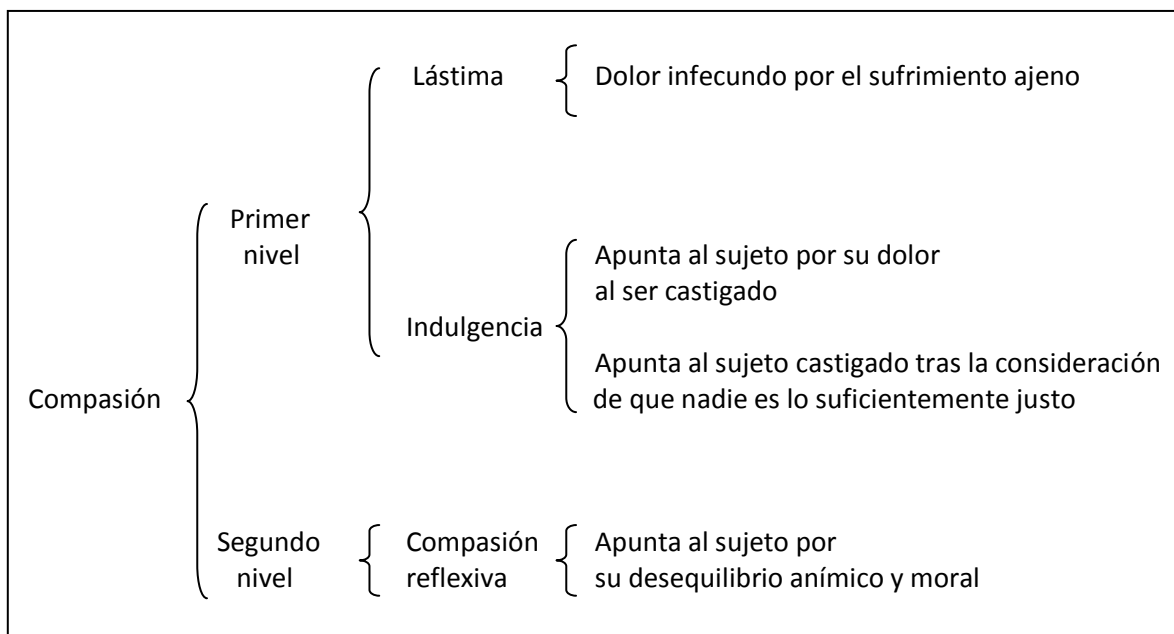 Lástima
Dolor infecundo por el sufrimiento ajeno
Primer
nivel
Apunta al sujeto por su dolor
al ser castigado
Indulgencia
Apunta al sujeto castigado tras la consideración
de que nadie es lo suficientemente justo
Compasión
Segundo
nivel
Compasión
reflexiva
Apunta al sujeto por
su desequilibrio anímico y moral